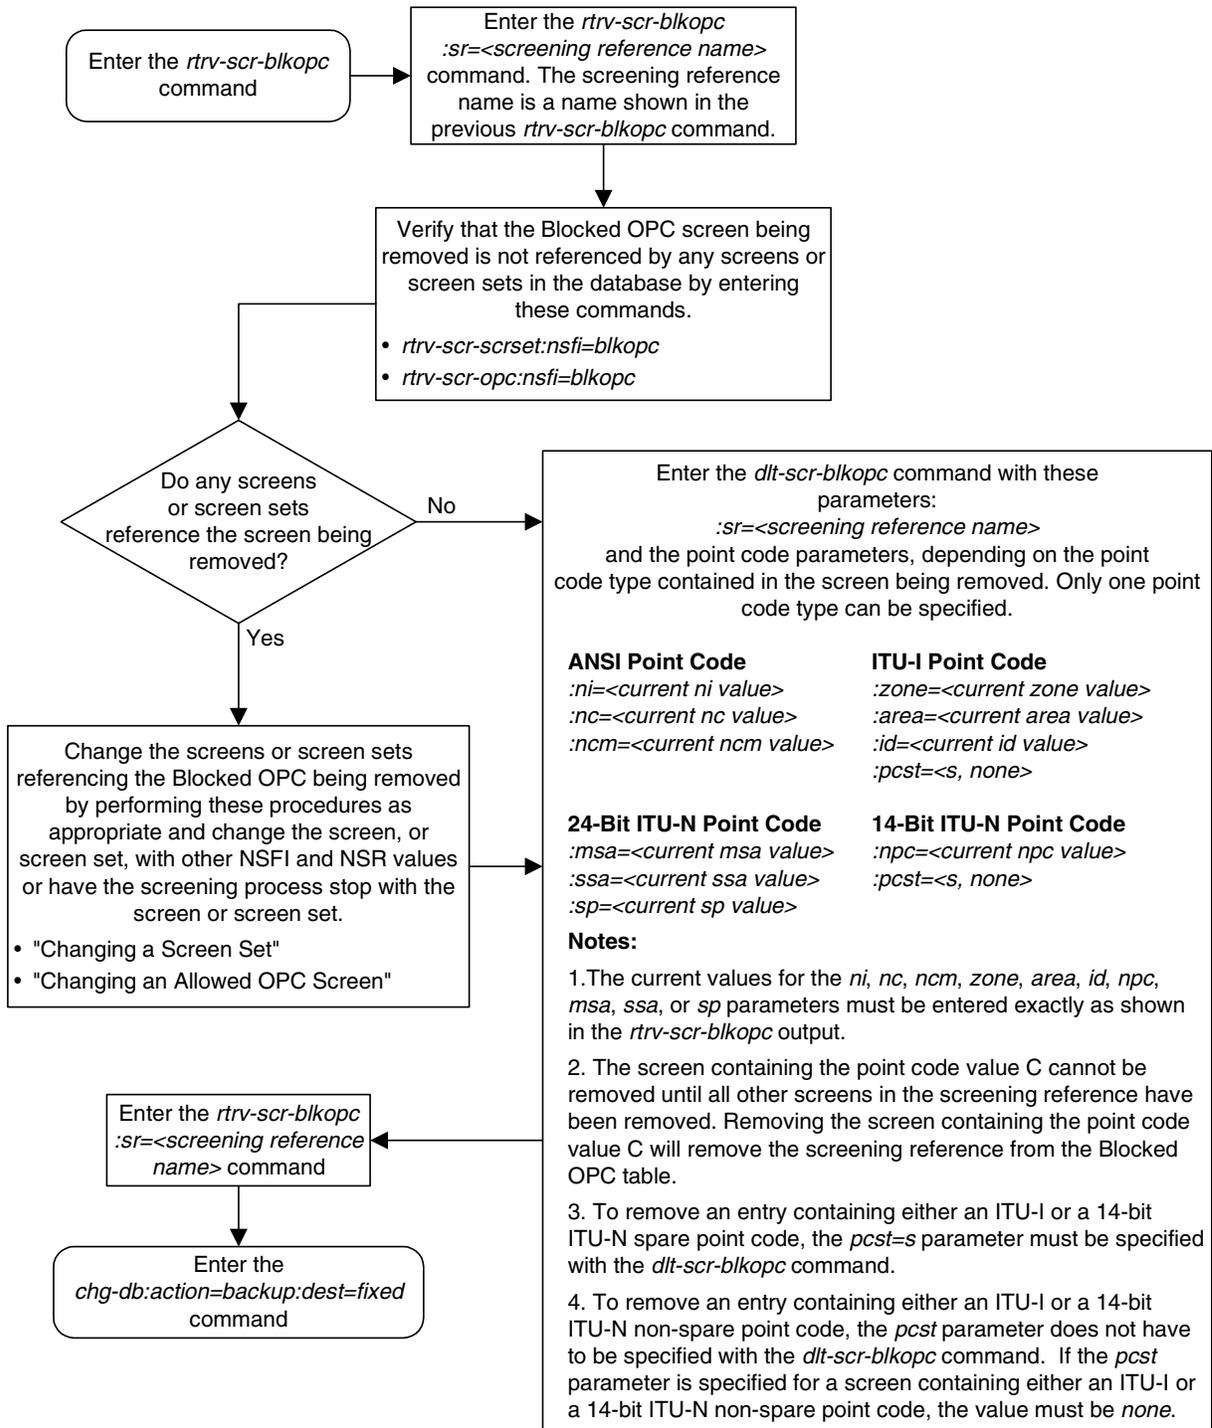 Enter the rtrv-scr-blkopc
command
Enter the rtrv-scr-blkopc
:sr=<screening reference name>
command. The screening reference
name is a name shown in the
previous rtrv-scr-blkopc command.
Verify that the Blocked OPC screen being
removed is not referenced by any screens or
screen sets in the database by entering
these commands.
• rtrv-scr-scrset:nsfi=blkopc
• rtrv-scr-opc:nsfi=blkopc
Do any screens
or screen sets
reference the screen being
removed?
No
Yes
Change the screens or screen sets
referencing the Blocked OPC being removed
by performing these procedures as
appropriate and change the screen, or
screen set, with other NSFI and NSR values
or have the screening process stop with the
screen or screen set.
• "Changing a Screen Set"
• "Changing an Allowed OPC Screen"
Enter the dlt-scr-blkopc command with these
parameters:
:sr=<screening reference name>
and the point code parameters, depending on the point
code type contained in the screen being removed. Only one point
code type can be specified.
ANSI Point Code
:ni=<current ni value>
:nc=<current nc value>
:ncm=<current ncm value>
ITU-I Point Code
:zone=<current zone value>
:area=<current area value>
:id=<current id value>
:pcst=<s, none>
24-Bit ITU-N Point Code
:msa=<current msa value>
:ssa=<current ssa value>
:sp=<current sp value>
14-Bit ITU-N Point Code
:npc=<current npc value>
:pcst=<s, none>
Notes:
1.The current values for the ni, nc, ncm, zone, area, id, npc,
msa, ssa, or sp parameters must be entered exactly as shown
in the rtrv-scr-blkopc output.
2. The screen containing the point code value C cannot be
removed until all other screens in the screening reference have
been removed. Removing the screen containing the point code
value C will remove the screening reference from the Blocked
OPC table.
3. To remove an entry containing either an ITU-I or a 14-bit
ITU-N spare point code, the pcst=s parameter must be specified
with the dlt-scr-blkopc command.
4. To remove an entry containing either an ITU-I or a 14-bit
ITU-N non-spare point code, the pcst parameter does not have
to be specified with the dlt-scr-blkopc command.  If the pcst
parameter is specified for a screen containing either an ITU-I or
a 14-bit ITU-N non-spare point code, the value must be none.
Enter the rtrv-scr-blkopc
:sr=<screening reference
name> command
Enter the
chg-db:action=backup:dest=fixed
command